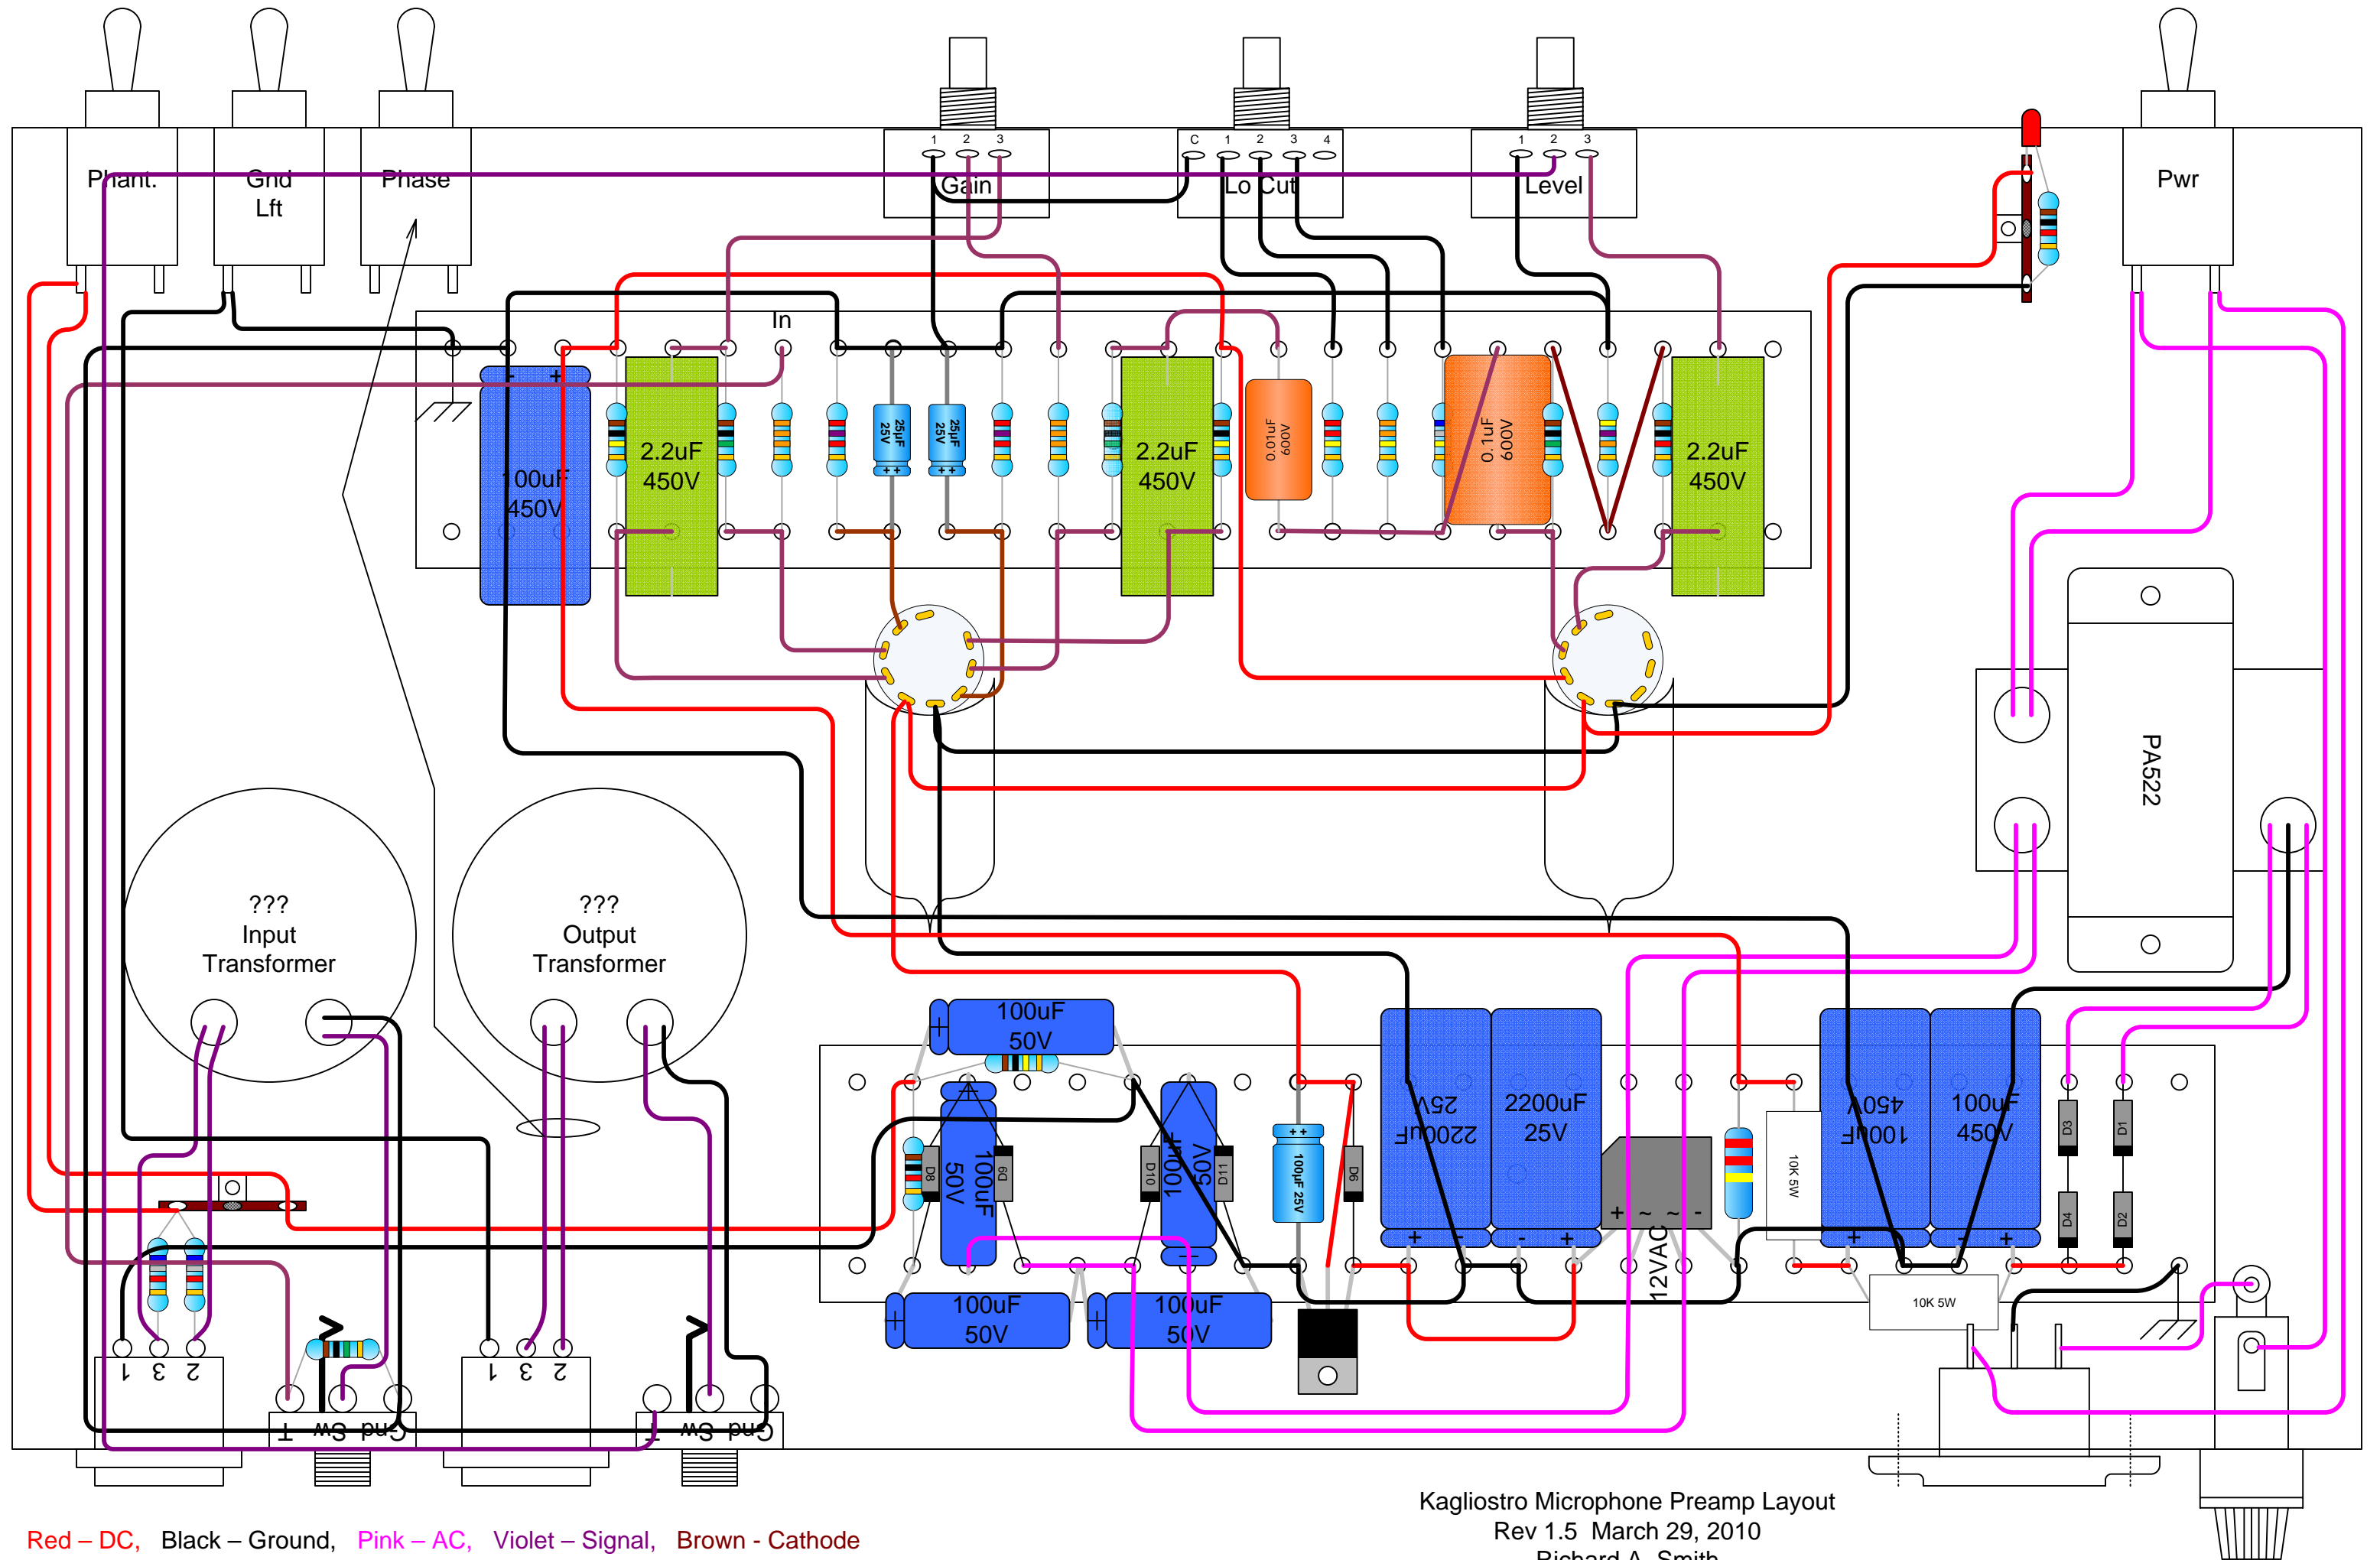 Phant.
Gnd
Lft
Phase
1 2 3
Gain
C 1 2 3 4
Lo Cut
1 2 3
Level
Pwr
In
- +
100uF
450V
2.2uF
450V
25µF
25V
++
25µF
25V
++
2.2uF
450V
0.01uF
600V
0.1uF
600V
2.2uF
450V
PA522
???
Input
Transformer
???
Output
Transformer
100uF
50V
D8
100uF
50V
D9
D10
100uF
50V
D11
++
100µF 25V
D6
2200uF
25V
+ -
2200uF
25V
- +
+ ~ ~ -
12VAC
10K 5W
100uF
450V
+
100uF
450V
- +
D3
D1
D4
D2
100uF
50V
100uF
50V
10K 5W
1 3 2
T Sw Gnd
1 3 2
T Sw Gnd
Kagliostro Microphone Preamp Layout
Rev 1.5 March 29, 2010
Richard A. Smith
Red – DC, Black – Ground, Pink – AC, Violet – Signal, Brown - Cathode